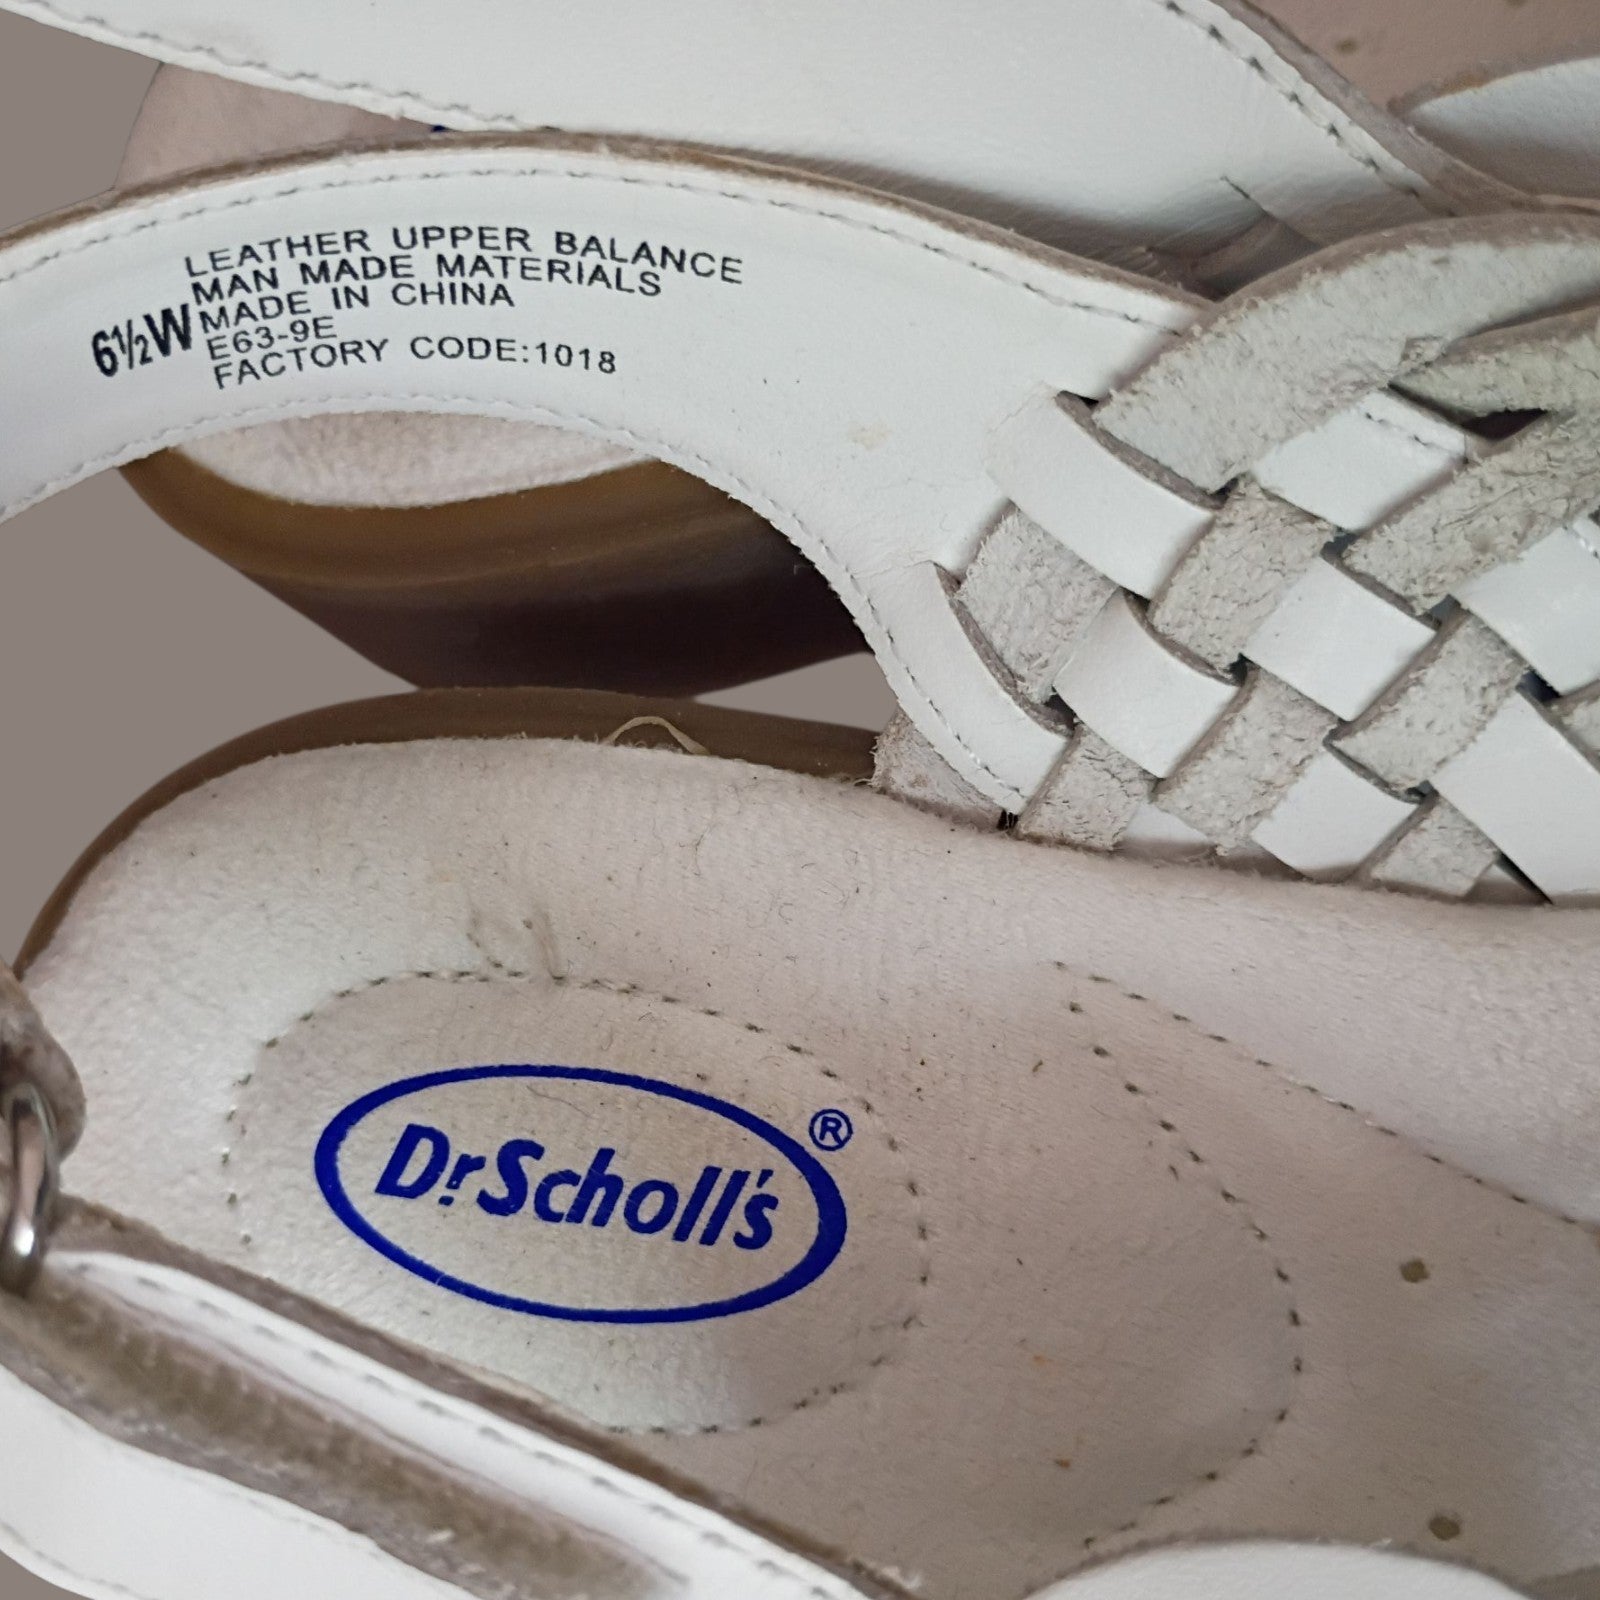 6½W
LEATHER UPPER BALANCE
MAN MADE MATERIALS
MADE IN CHINA
E63-9E
FACTORY CODE:1018
Dr.Scholl's®